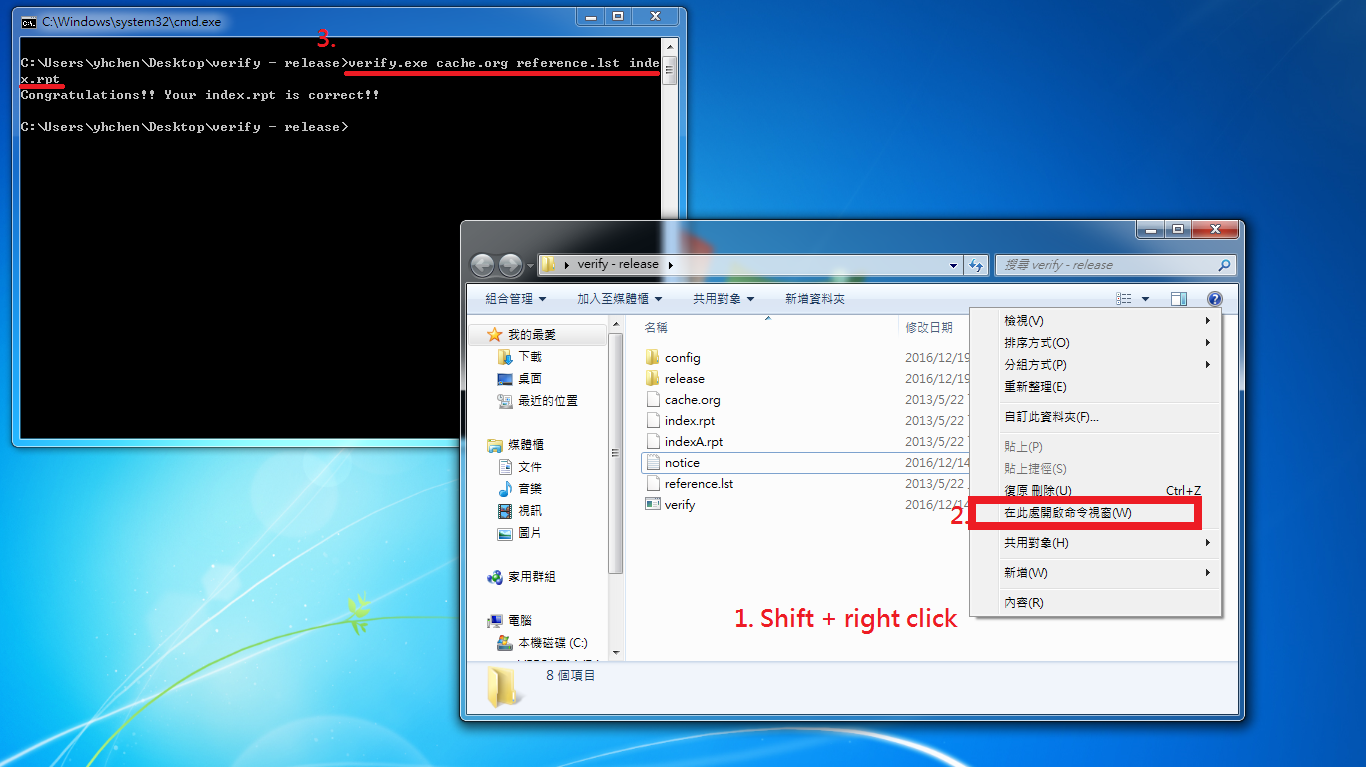 C:\Windows\system32\cmd.exe
3.
C:\Users\yhchen\Desktop\verify - release>verify.exe cache.org reference.lst inde
x.rpt
Congratulations!! Your index.rpt is correct!!
C:\Users\yhchen\Desktop\verify - release>
verify - release
搜尋 verify - release
組合管理 加入至媒體櫃 共用對象 新增資料夾
我的最愛
下載
桌面
最近的位置
媒體櫃
文件
音樂
視訊
圖片
家用群組
電腦
本機磁碟 (C:)
名稱 修改日期
config 2016/12/19
release 2016/12/19
cache.org 2013/5/22
index.rpt 2013/5/22
indexA.rpt 2013/5/22
notice 2016/12/14
reference.lst 2013/5/22
verify 2016/12/14
檢視(V)
排序方式(O)
分組方式(P)
重新整理(E)
自訂此資料夾(F)...
貼上(P)
貼上捷徑(S)
復原 刪除(U) Ctrl+Z
2.
在此處開啟命令視窗(W)
共用對象(H)
新增(W)
內容(R)
1. Shift + right click
8 個項目